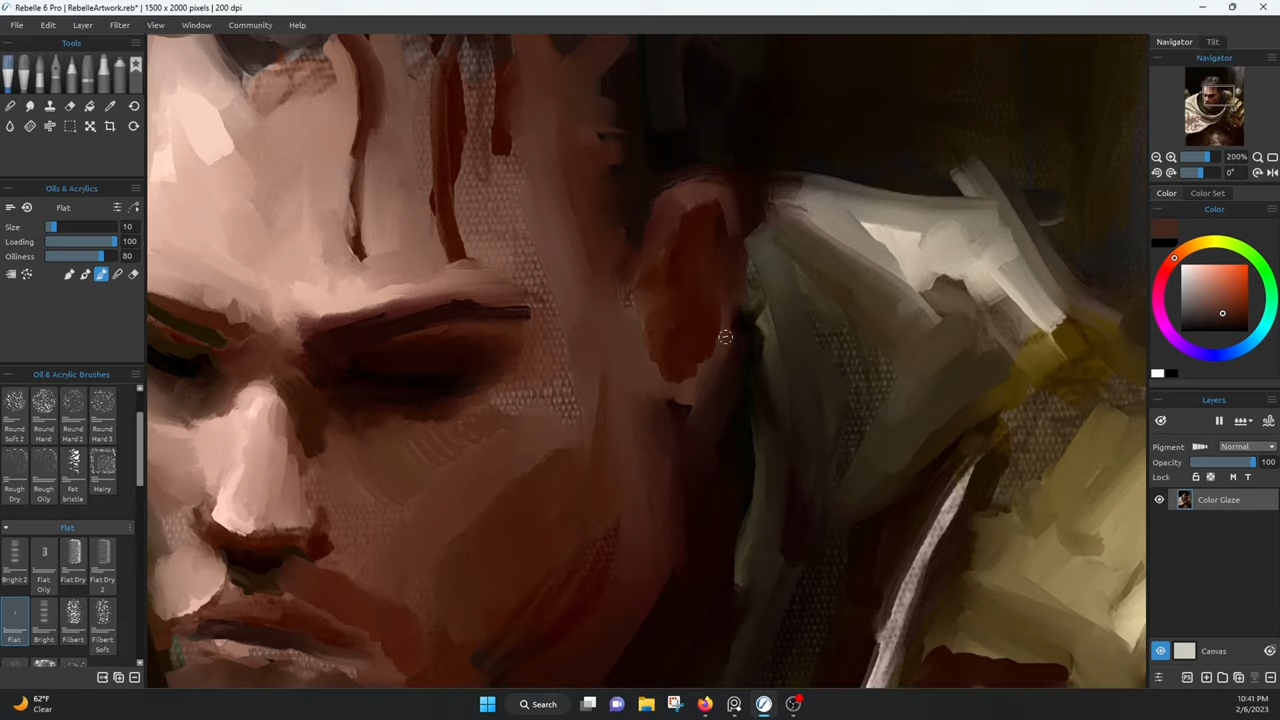 Rebelle 6 Pro | RebelleArtwork.reb* | 1500 x 2000 pixels | 200 dpi
File Edit Layer Filter View Window Community Help
Tools
Oils & Acrylics
Flat
Size 10
Loading 100
Oiliness 80
Oil & Acrylic Brushes
Round Soft 2
Round Hard
Round Hard 2
Round Hard 3
Rough Dry
Rough Oily
Fat bristle
Hairy
Flat
Bright 2
Flat Oily
Flat Dry
Flat Dry 2
Flat
Bright
Filbert
Filbert Soft
Navigator Tilt
Navigator
200%
0°
Color Color Set
Color
Layers
Pigment Normal
Opacity 100
Lock M T
Color Glaze
Canvas
PS
62°F
Clear
Search
10:41 PM
2/6/2023